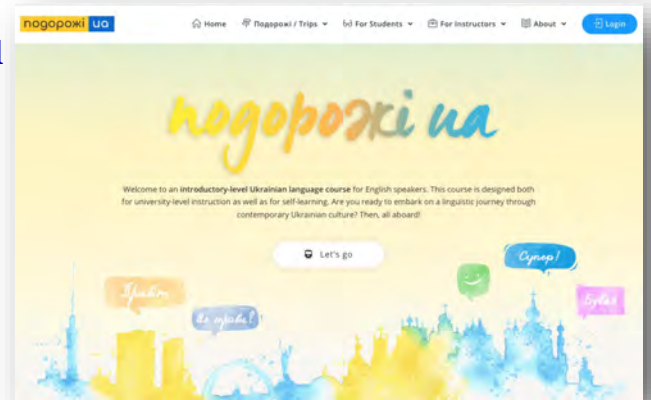 подорожі ua
Home
Подорожі / Trips
For Students
For Instructors
About
Login
подорожі ua
Welcome to an introductory-level Ukrainian language course for English speakers. This course is designed both
for university-level instruction as well as for self-learning. Are you ready to embark on a linguistic journey through
contemporary Ukrainian culture? Then, all aboard!
Let's go
Супер!
Привіт
Бувай